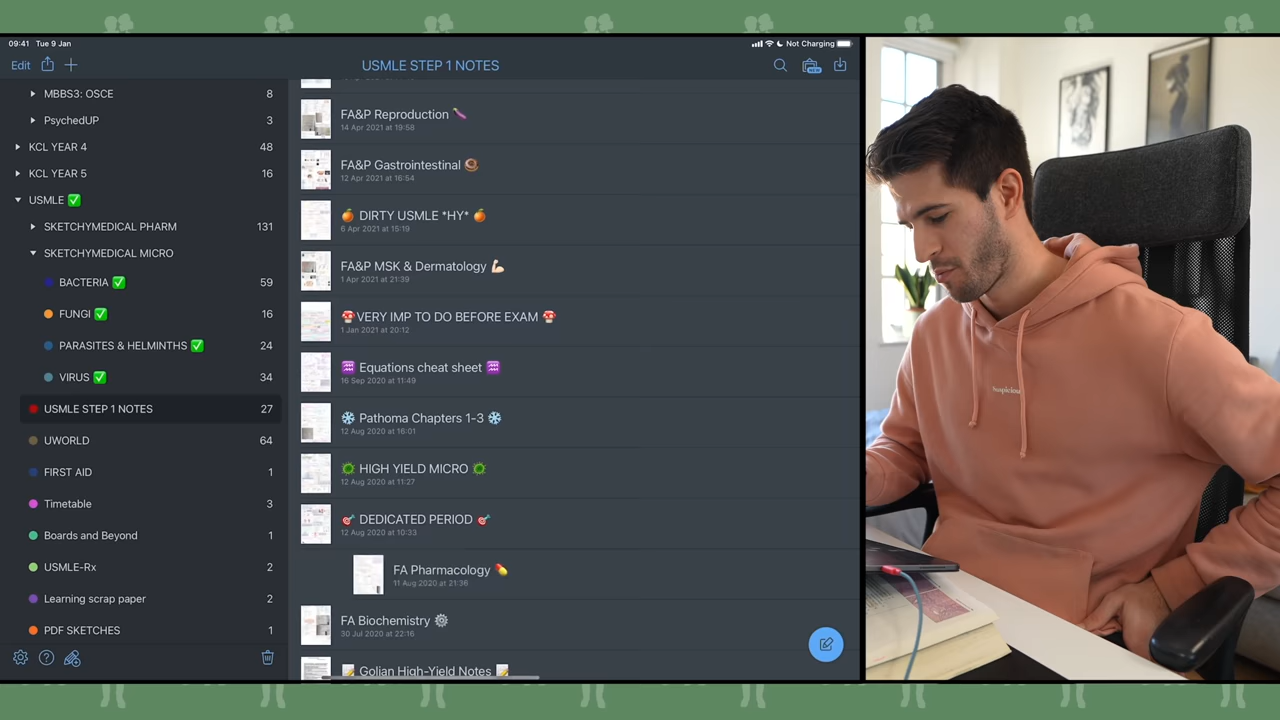 09:41 Tue 9 Jan
Not Charging
Edit
USMLE STEP 1 NOTES
NEW
MBBS3: OSCE 8
PsychedUP 3
KCL YEAR 4 48
KCL YEAR 5 16
USMLE ✅
SKETCHYMEDICAL PHARM 131
SKETCHYMEDICAL MICRO
BACTERIA ✅ 59
FUNGI ✅ 16
PARASITES & HELMINTHS ✅ 24
VIRUS ✅ 34
USMLE STEP 1 NOTES 27
UWORLD 64
FIRST AID 1
Timetable 3
Boards and Beyond 1
USMLE-Rx 2
Learning scrap paper 2
PDF SKETCHES 1
FA&P Reproduction 🍆
14 Apr 2021 at 19:58
FA&P Gastrointestinal
12 Apr 2021 at 16:54
🍊 DIRTY USMLE *HY* 🍊
6 Apr 2021 at 15:19
FA&P MSK & Dermatology 💪🏻
1 Apr 2021 at 21:39
🍄VERY IMP TO DO BEFORE EXAM 🍄
1 Jan 2021 at 20:12
♒ Equations cheat sheet ♒
16 Sep 2020 at 11:49
❄️ Pathoma Chapters 1-3 ❄️
12 Aug 2020 at 16:01
🦠 HIGH YIELD MICRO 🦠
12 Aug 2020 at 11:27
🎯 DEDICATED PERIOD 🎯
12 Aug 2020 at 10:33
FA Pharmacology 💊
11 Aug 2020 at 21:36
FA Biochemistry ⚙️
30 Jul 2020 at 22:16
📝 Goljan High-Yield Notes 📝